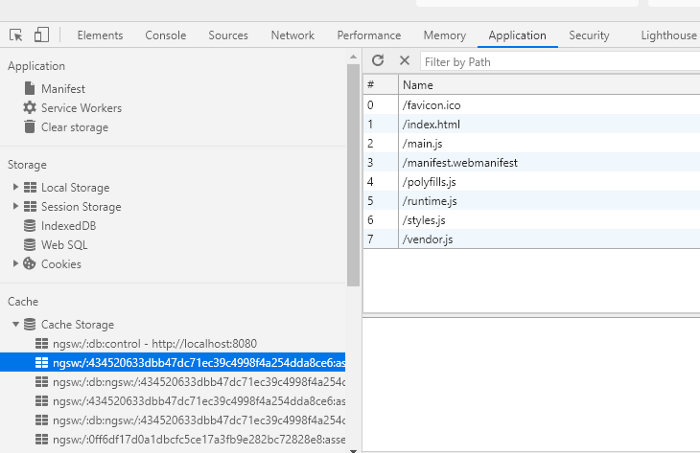 Elements Console Sources Network Performance Memory Application Security Lighthouse
Application
Manifest
Service Workers
Clear storage
Storage
Local Storage
Session Storage
IndexedDB
Web SQL
Cookies
Cache
Cache Storage
ngsw:/:db:control - http://localhost:8080
ngsw:/:434520633dbb47dc71ec39c4998f4a254dda8ce6:as
ngsw:/:db:ngsw:/:434520633dbb47dc71ec39c4998f4a254d
ngsw:/:434520633dbb47dc71ec39c4998f4a254dda8ce6:as
ngsw:/:db:ngsw:/:434520633dbb47dc71ec39c4998f4a254d
ngsw:/:0ff6df17d0a1dbcfc5ce17a3fb9e282bc72828e8:asse
Filter by Path
# Name
0 /favicon.ico
1 /index.html
2 /main.js
3 /manifest.webmanifest
4 /polyfills.js
5 /runtime.js
6 /styles.js
7 /vendor.js